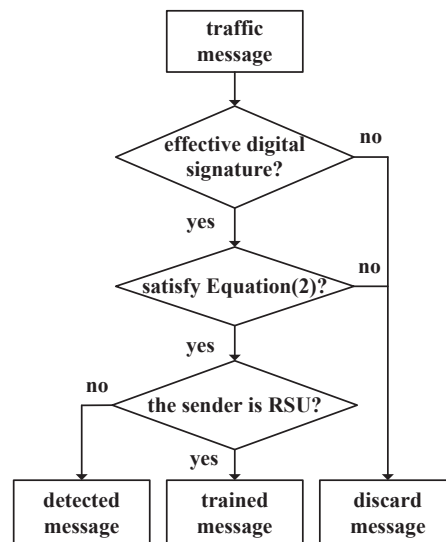 traffic
message
no
effective digital
signature?
yes
no
satisfy Equation(2)?
yes
no
the sender is RSU?
yes
detected
message
trained
message
discard
message